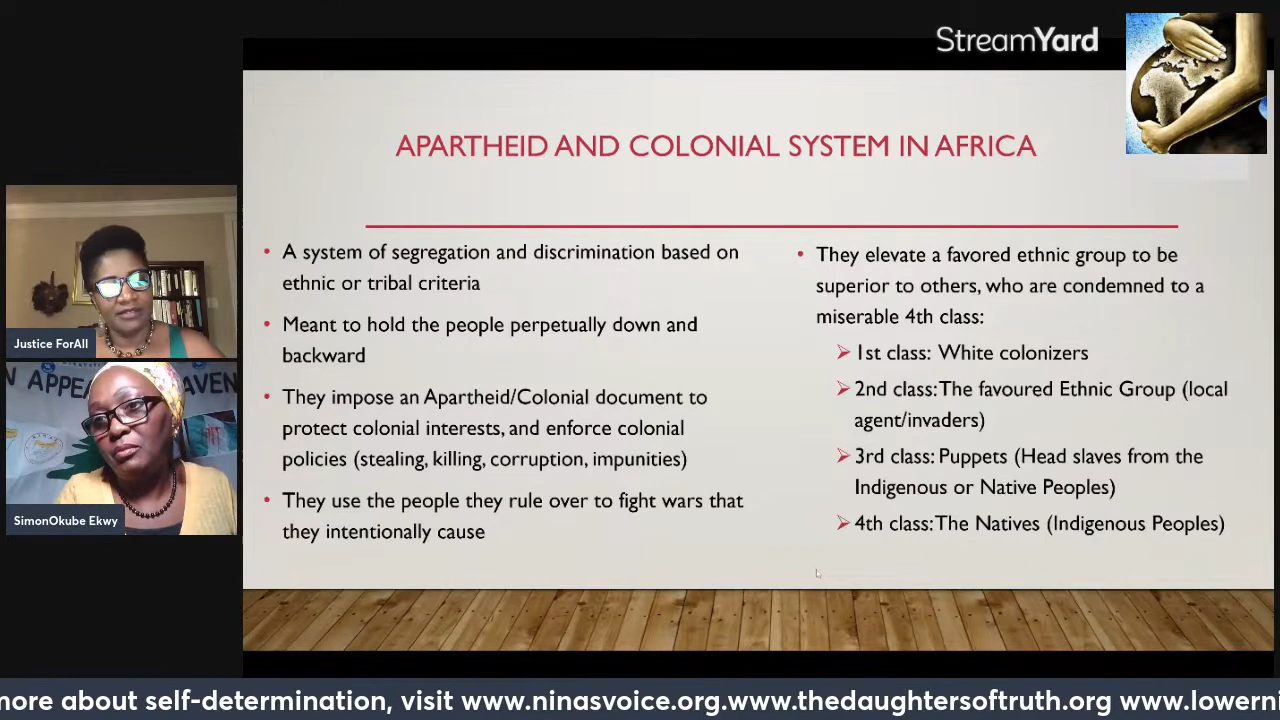 StreamYard
APARTHEID AND COLONIAL SYSTEM IN AFRICA
• A system of segregation and discrimination based on
ethnic or tribal criteria
• Meant to hold the people perpetually down and
backward
• They impose an Apartheid/Colonial document to
protect colonial interests, and enforce colonial
policies (stealing, killing, corruption, impunities)
• They use the people they rule over to fight wars that
they intentionally cause
• They elevate a favored ethnic group to be
superior to others, who are condemned to a
miserable 4th class:
➢ 1st class: White colonizers
➢ 2nd class: The favoured Ethnic Group (local
agent/invaders)
➢ 3rd class: Puppets (Head slaves from the
Indigenous or Native Peoples)
➢ 4th class: The Natives (Indigenous Peoples)
Justice ForAll
N APPEA
AVEN
SimonOkube Ekwy
more about self-determination, visit www.ninasvoice.org.www.thedaughtersoftruth.org www.lowerni